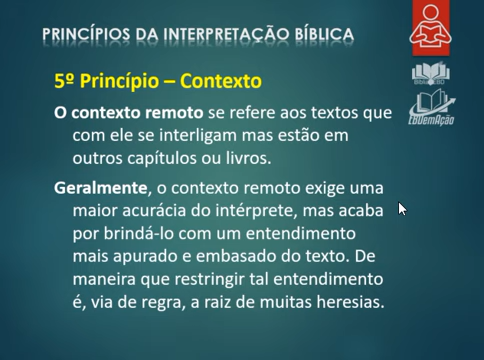 PRINCÍPIOS DA INTERPRETAÇÃO BÍBLICA
5º Princípio – Contexto
O contexto remoto se refere aos textos que
com ele se interligam mas estão em
outros capítulos ou livros.
Geralmente, o contexto remoto exige uma
maior acurácia do intérprete, mas acaba
por brindá-lo com um entendimento
mais apurado e embasado do texto. De
maneira que restringir tal entendimento
é, via de regra, a raiz de muitas heresias.
EBDemAção